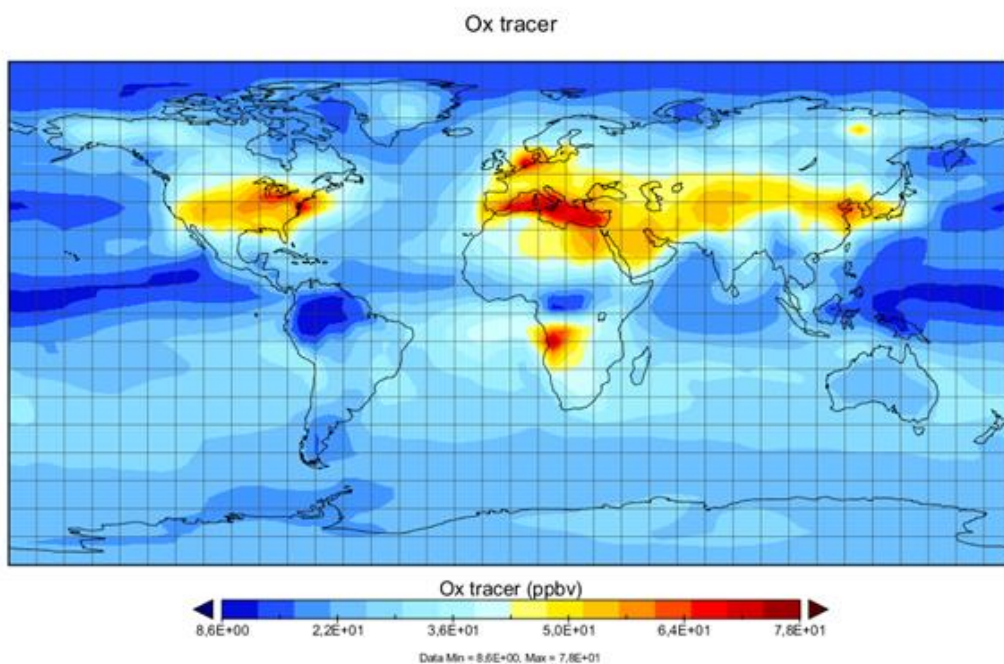 Ox tracer
Ox tracer (ppbv)
8,6E+00 2,2E+01 3,6E+01 5,0E+01 6,4E+01 7,8E+01
Data Min = 8,6E+00, Max = 7,8E+01